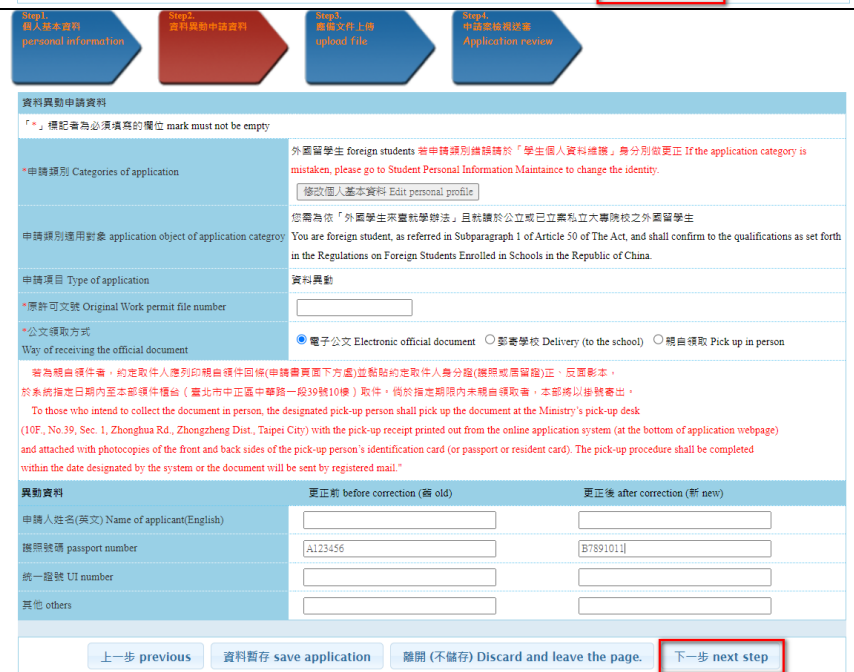 Step1.
個人基本資料
personal information
Step2.
資料異動申請資料
Step3.
應備文件上傳
upload file
Step4.
申請案檢視送審
Application review
資料異動申請資料
「*」標記者為必須填寫的欄位 mark must not be empty
*申請類別 Categories of application
外國留學生 foreign students 若申請類別錯誤請於「學生個人資料維護」身分別做更正 If the application category is
mistaken, please go to Student Personal Information Maintaince to change the identity.
修改個人基本資料 Edit personal profile
申請類別適用對象 application object of application categroy
您需為依「外國學生來臺就學辦法」且就讀於公立或已立案私立大專院校之外國留學生
You are foreign student, as referred in Subparagraph 1 of Article 50 of The Act, and shall confirm to the qualifications as set forth
in the Regulations on Foreign Students Enrolled in Schools in the Republic of China.
申請項目 Type of application
資料異動
*原許可文號 Original Work permit file number
*公文領取方式
Way of receiving the official document
電子公文 Electronic official document 郵寄學校 Delivery (to the school) 親自領取 Pick up in person
若為親自領件者，約定取件人應列印親自領件回條(申請書頁面下方處)並黏貼約定取件人身分證(護照或居留證)正、反面影本，
於系統指定日期內至本部領件櫃台（臺北市中正區中華路一段39號10樓）取件。倘於指定期限內未親自領取者，本部將以掛號寄出。
To those who intend to collect the document in person, the designated pick-up person shall pick up the document at the Ministry's pick-up desk
(10F., No.39, Sec. 1, Zhonghua Rd., Zhongzheng Dist., Taipei City) with the pick-up receipt printed out from the online application system (at the bottom of application webpage)
and attached with photocopies of the front and back sides of the pick-up person's identification card (or passport or resident card). The pick-up procedure shall be completed
within the date designated by the system or the document will be sent by registered mail."
異動資料 更正前 before correction (舊 old) 更正後 after correction (新 new)
申請人姓名(英文) Name of applicant(English)
護照號碼 passport number A123456 B7891011
統一證號 UI number
其他 others
上一步 previous 資料暫存 save application 離開 (不儲存) Discard and leave the page. 下一步 next step